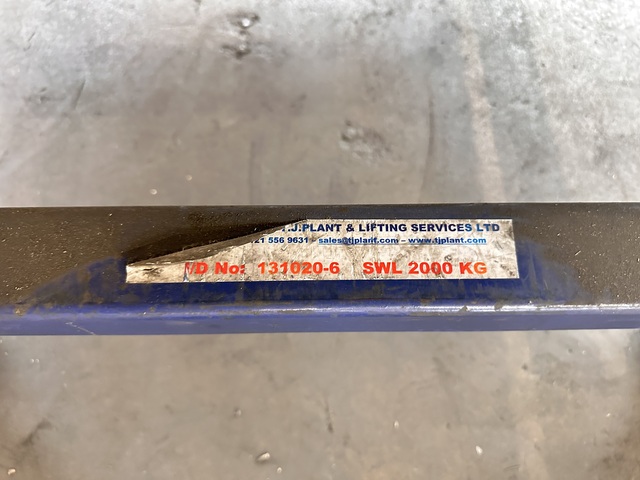 .J.PLANT & LIFTING SERVICES LTD
21 556 9631 – sales@tjplant.com – www.tjplant.com
/D No: 131020-6 SWL 2000 KG